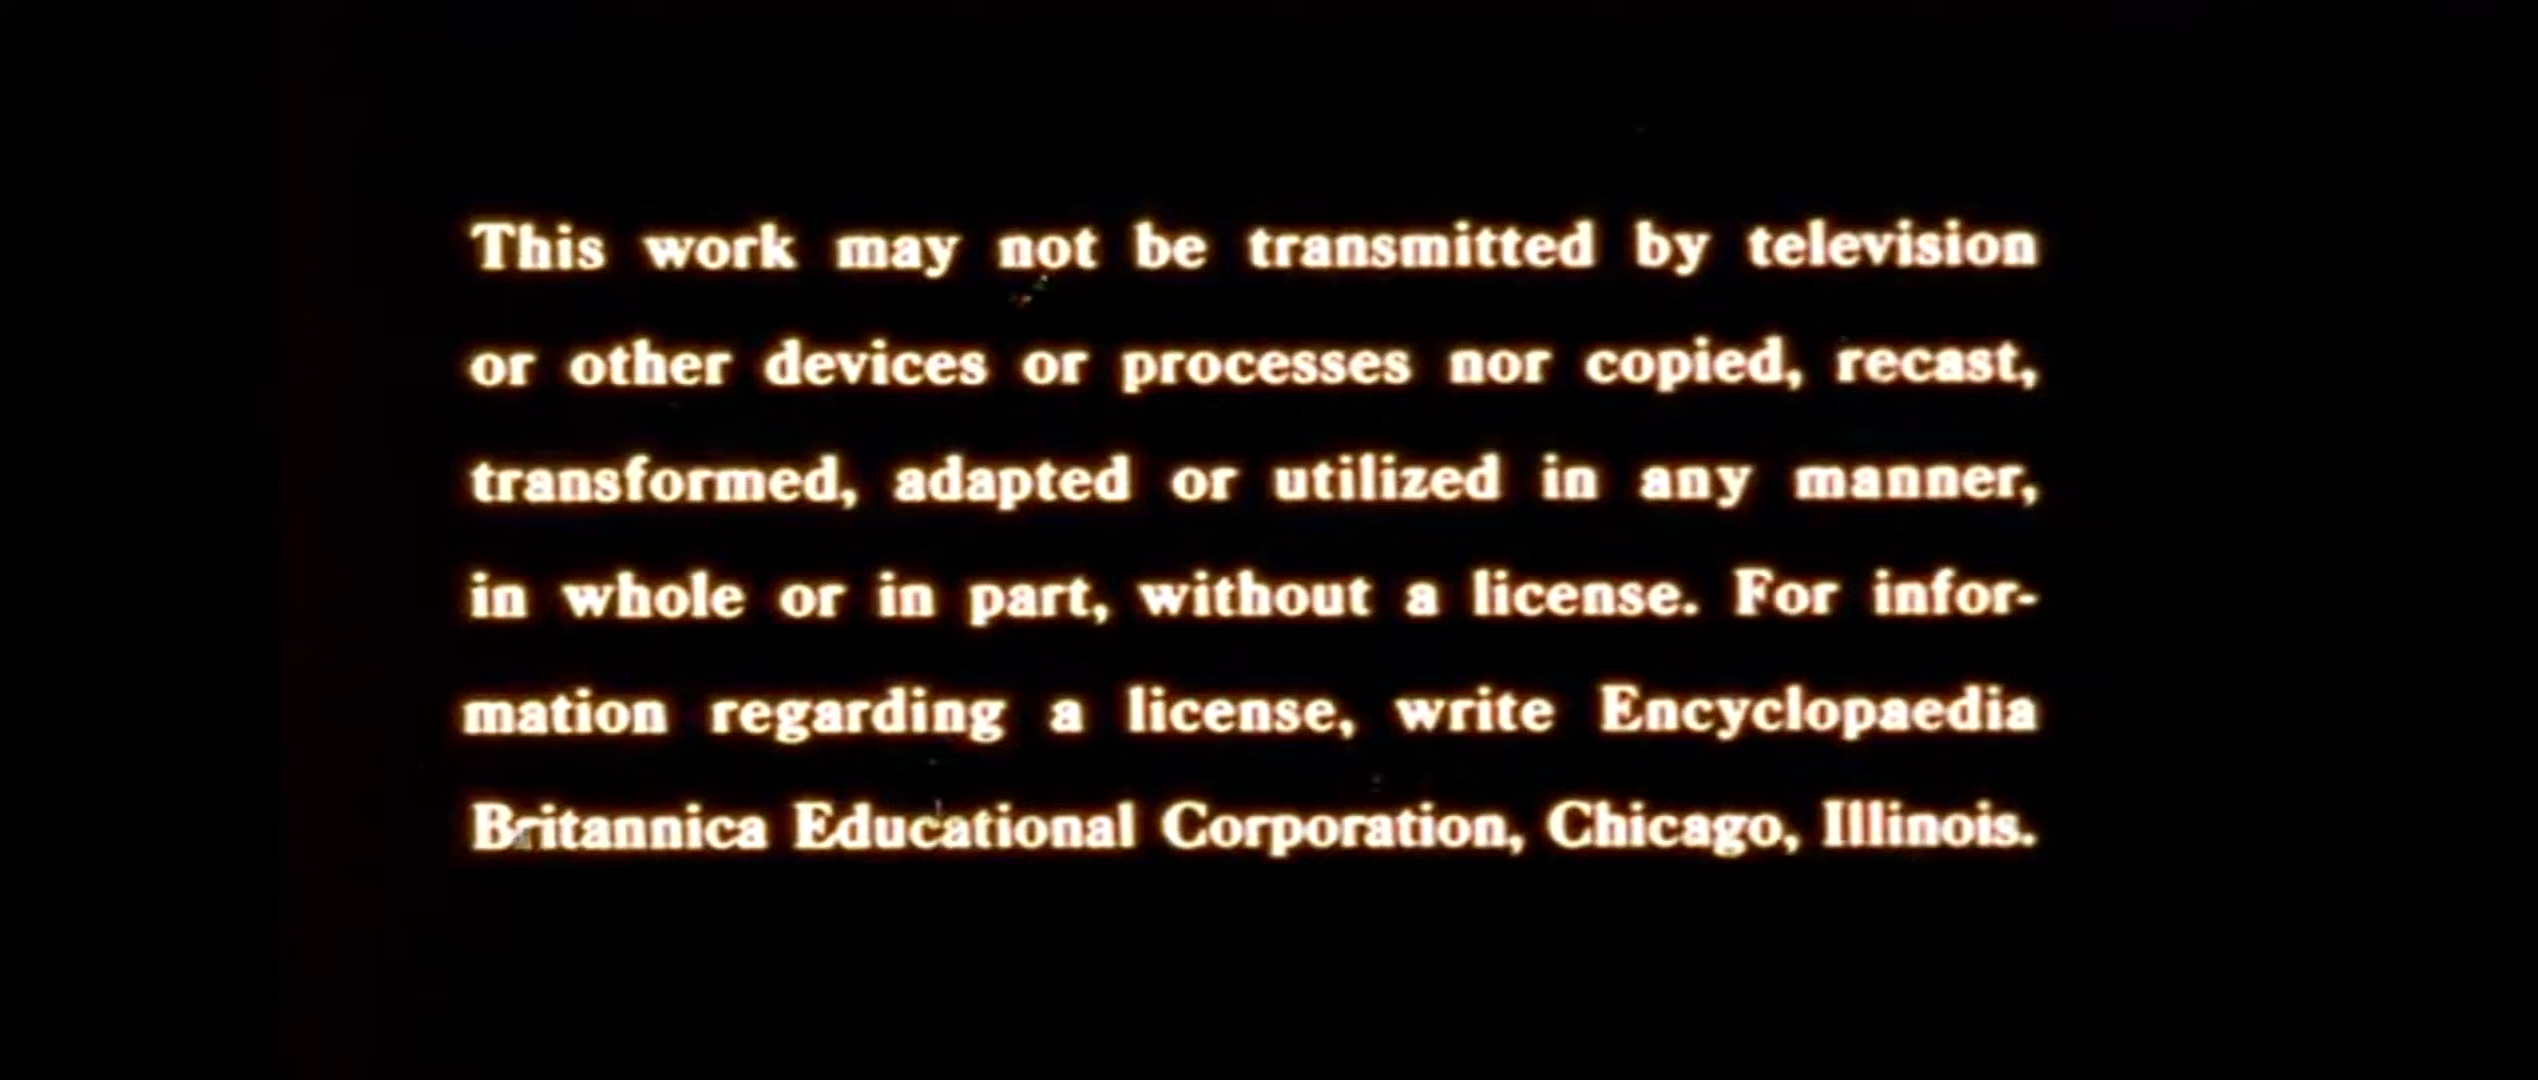 This work may not be transmitted by television
or other devices or processes nor copied, recast,
transformed, adapted or utilized in any manner,
in whole or in part, without a license. For infor-
mation regarding a license, write Encyclopaedia
Britannica Educational Corporation, Chicago, Illinois.